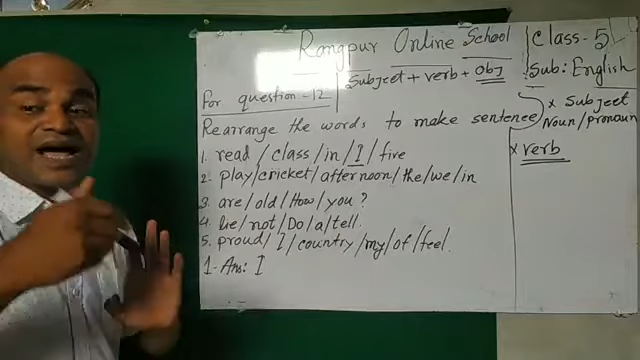 Rangpur Online School
Class-5
Sub: English
For question-12
Subject + verb + Obj
x Subject
Noun/pronoun
x verb
Rearrange the words to make sentence
1. read/class/in/I/five
2. play/cricket/afternoon/the/we/in
3. are/old/How/you?
4. lie/not/Do/a/tell.
5. proud/I/country/my/of/feel.
1-Ans: I